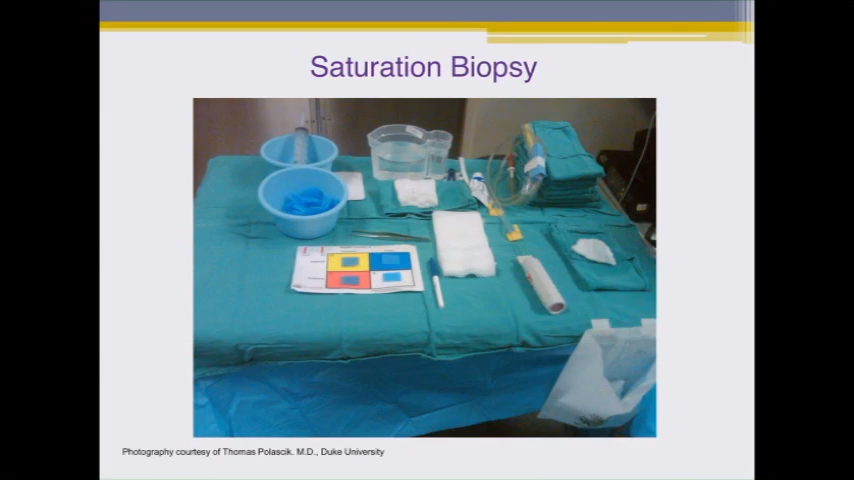 Saturation Biopsy
Photography courtesy of Thomas Polascik. M.D., Duke University